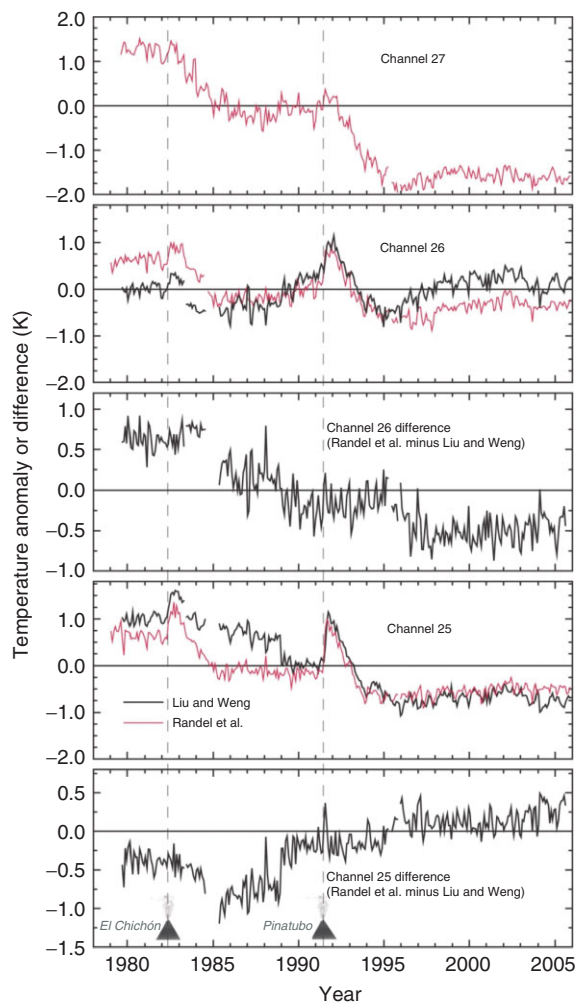 2.0
1.0
0.0
−1.0
−2.0
Channel 27
1.0
0.0
−1.0
−2.0
Channel 26
1.0
0.5
0.0
−0.5
−1.0
Channel 26 difference
(Randel et al. minus Liu and Weng)
1.0
0.0
−1.0
−2.0
Channel 25
Liu and Weng
Randel et al.
0.5
0.0
−0.5
−1.0
−1.5
Channel 25 difference
(Randel et al. minus Liu and Weng)
El Chichón
Pinatubo
1980 1985 1990 1995 2000 2005
Year
Temperature anomaly or difference (K)